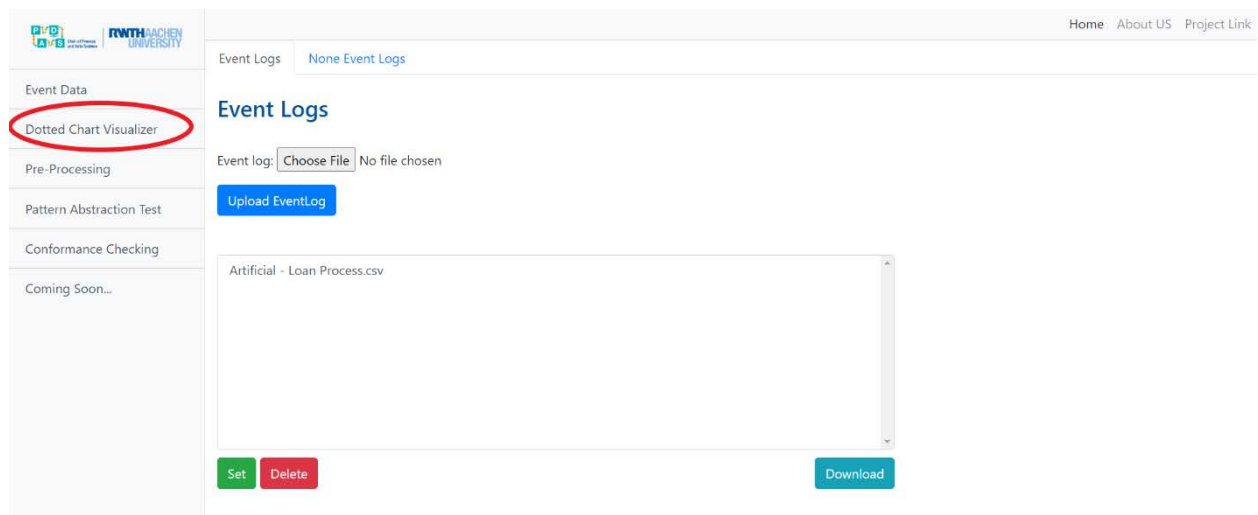 PD RWTHAACHEN
AS UNIVERSITY
Home About US Project Link
Event Logs None Event Logs
Event Data
Event Logs
Dotted Chart Visualizer
Event log: Choose File No file chosen
Pre-Processing
Upload EventLog
Pattern Abstraction Test
Conformance Checking
Artificial - Loan Process.csv
Coming Soon...
Set Delete Download